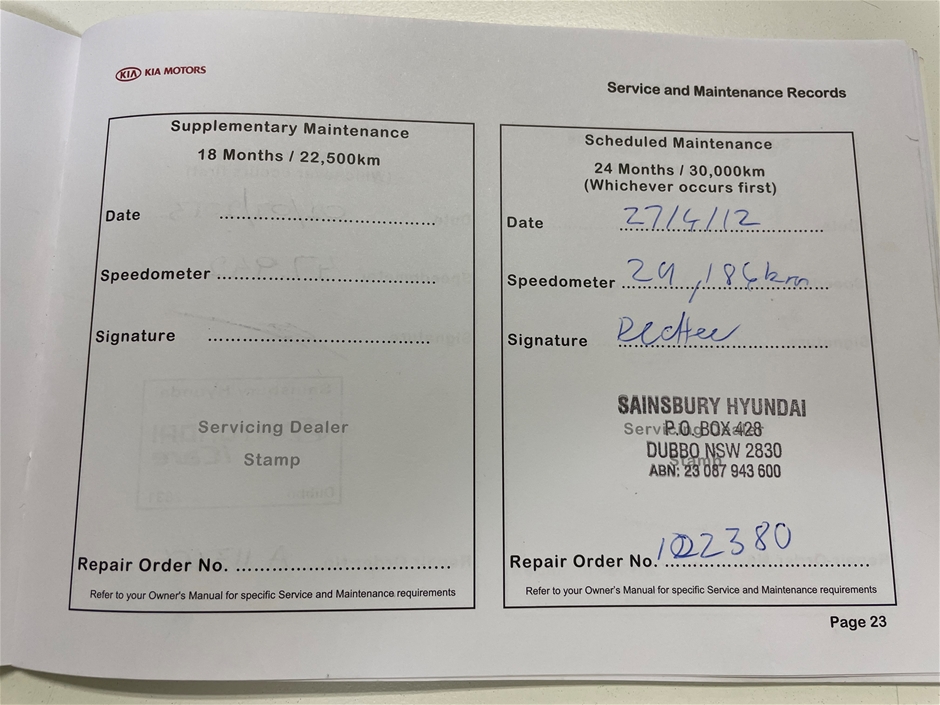 KIA KIA MOTORS
Service and Maintenance Records
Supplementary Maintenance
18 Months / 22,500km
Date
Speedometer
Signature
Servicing Dealer
Stamp
Repair Order No.
Refer to your Owner's Manual for specific Service and Maintenance requirements
Scheduled Maintenance
24 Months / 30,000km
(Whichever occurs first)
Date 27/4/12
Speedometer 29,186km
Signature
SAINSBURY HYUNDAI
Servicing Dealer
P.O. BOX 428
DUBBO NSW 2830
Stamp
ABN: 23 087 943 600
Repair Order No. 102380
Refer to your Owner's Manual for specific Service and Maintenance requirements
Page 23